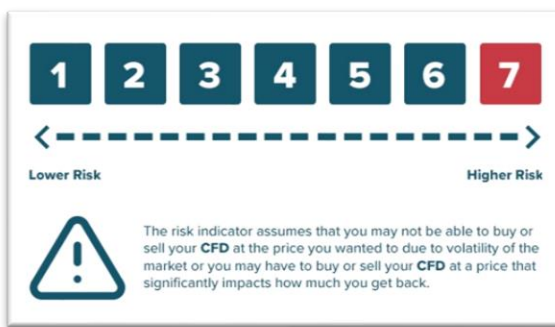 1 2 3 4 5 6 7
Lower Risk Higher Risk
The risk indicator assumes that you may not be able to buy or
sell your CFD at the price you wanted to due to volatility of the
market or you may have to buy or sell your CFD at a price that
significantly impacts how much you get back.